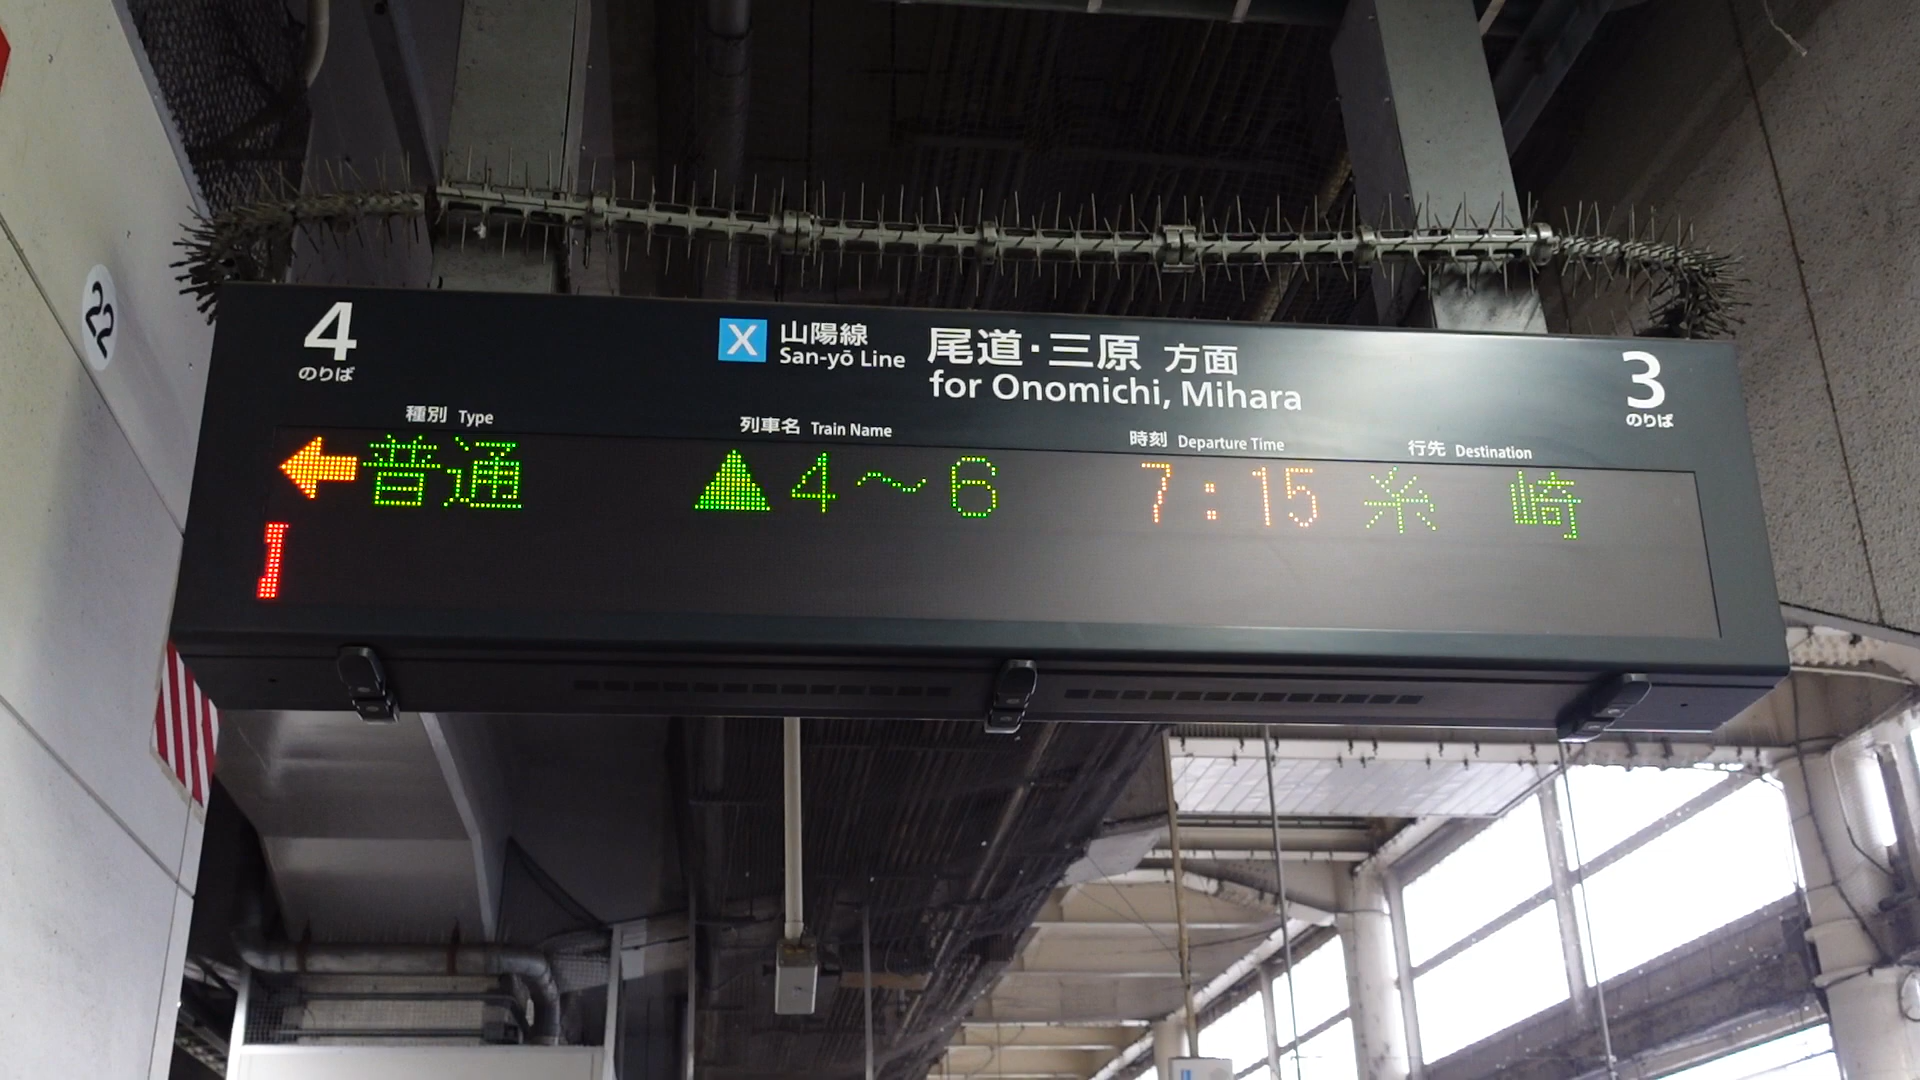 22
4
のりば
X 山陽線
San-yō Line
尾道・三原 方面
for Onomichi, Mihara
3
のりば
種別 Type
列車名 Train Name
時刻 Departure Time
行先 Destination
←普通 ▲4～6 7:15 糸崎